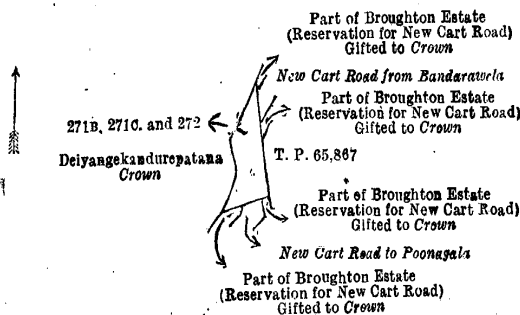 Part of Broughton Estate
(Reservation for New Cart Road)
Gifted to Crown
New Cart Road from Bandarawela
Part of Broughton Estate
(Reservation for New Cart Road)
Gifted to Crown
271B, 271C. and 272
Deiyangekandurepatana
Crown
T. P. 65,867
Part of Broughton Estate
(Reservation for New Cart Road)
Gifted to Crown
New Cart Road to Poonagala
Part of Broughton Estate
(Reservation for New Cart Road)
Gifted to Crown